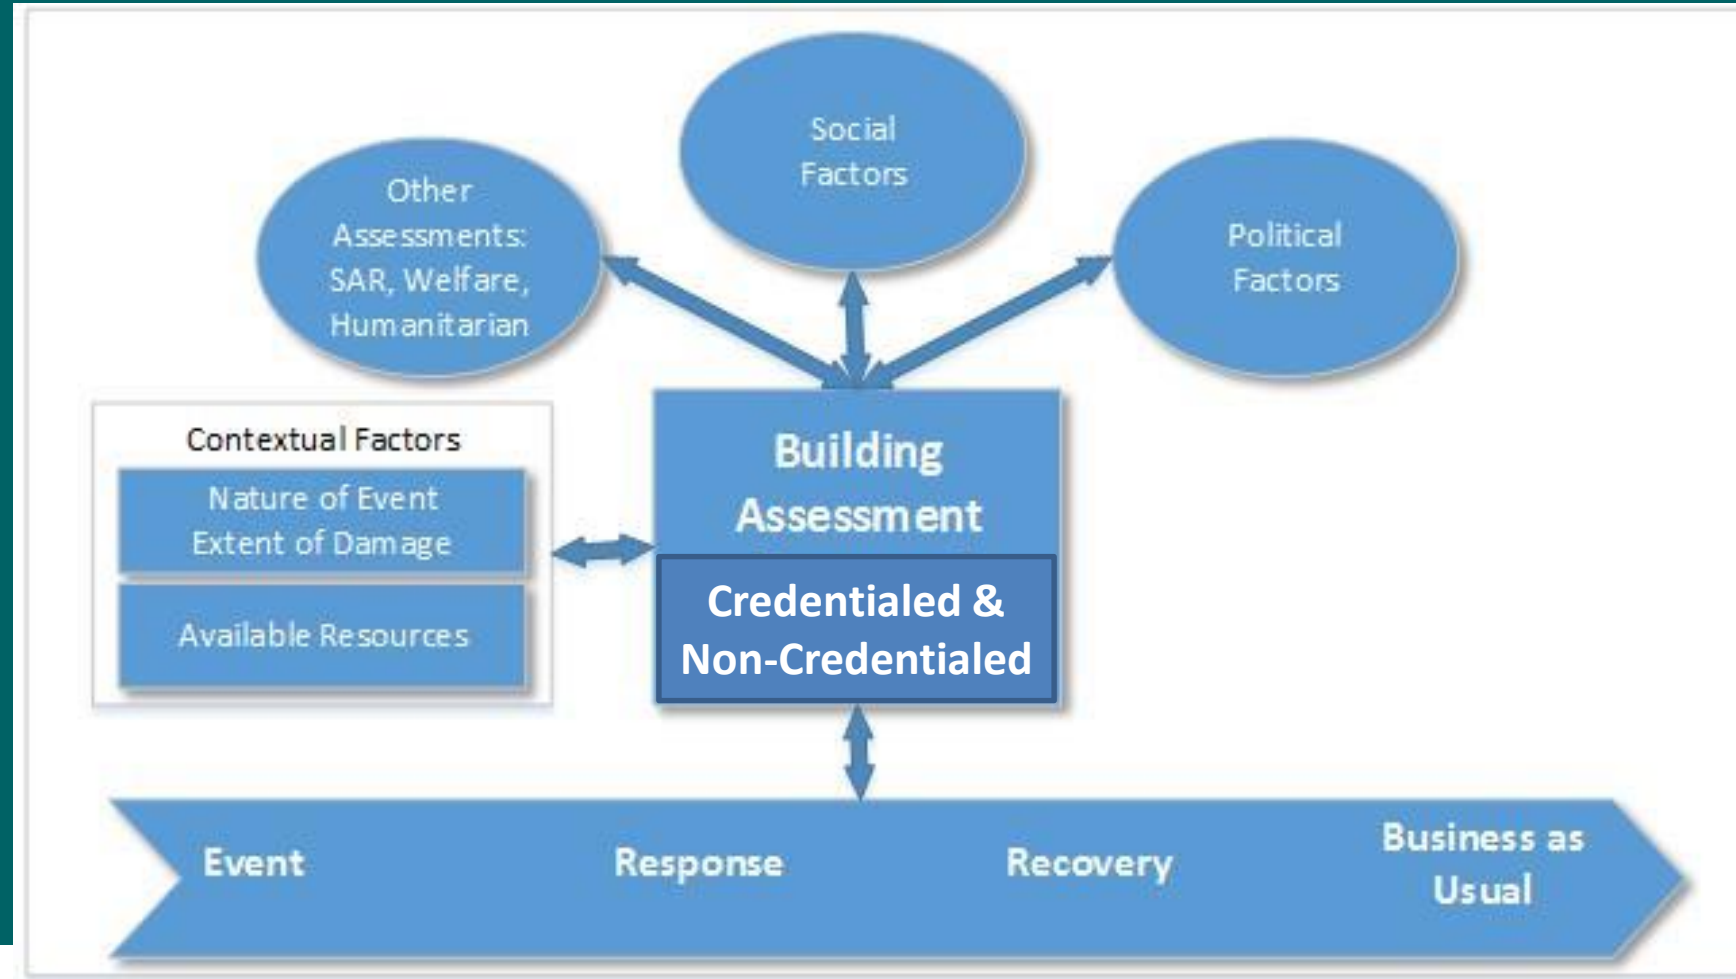 Social
Factors
Other
Assessments:
SAR, Welfare,
Humanitarian
Political
Factors
Contextual Factors
Nature of Event
Extent of Damage
Available Resources
Building
Assessment
Credentialed &
Non-Credentialed
Event
Response
Recovery
Business as
Usual